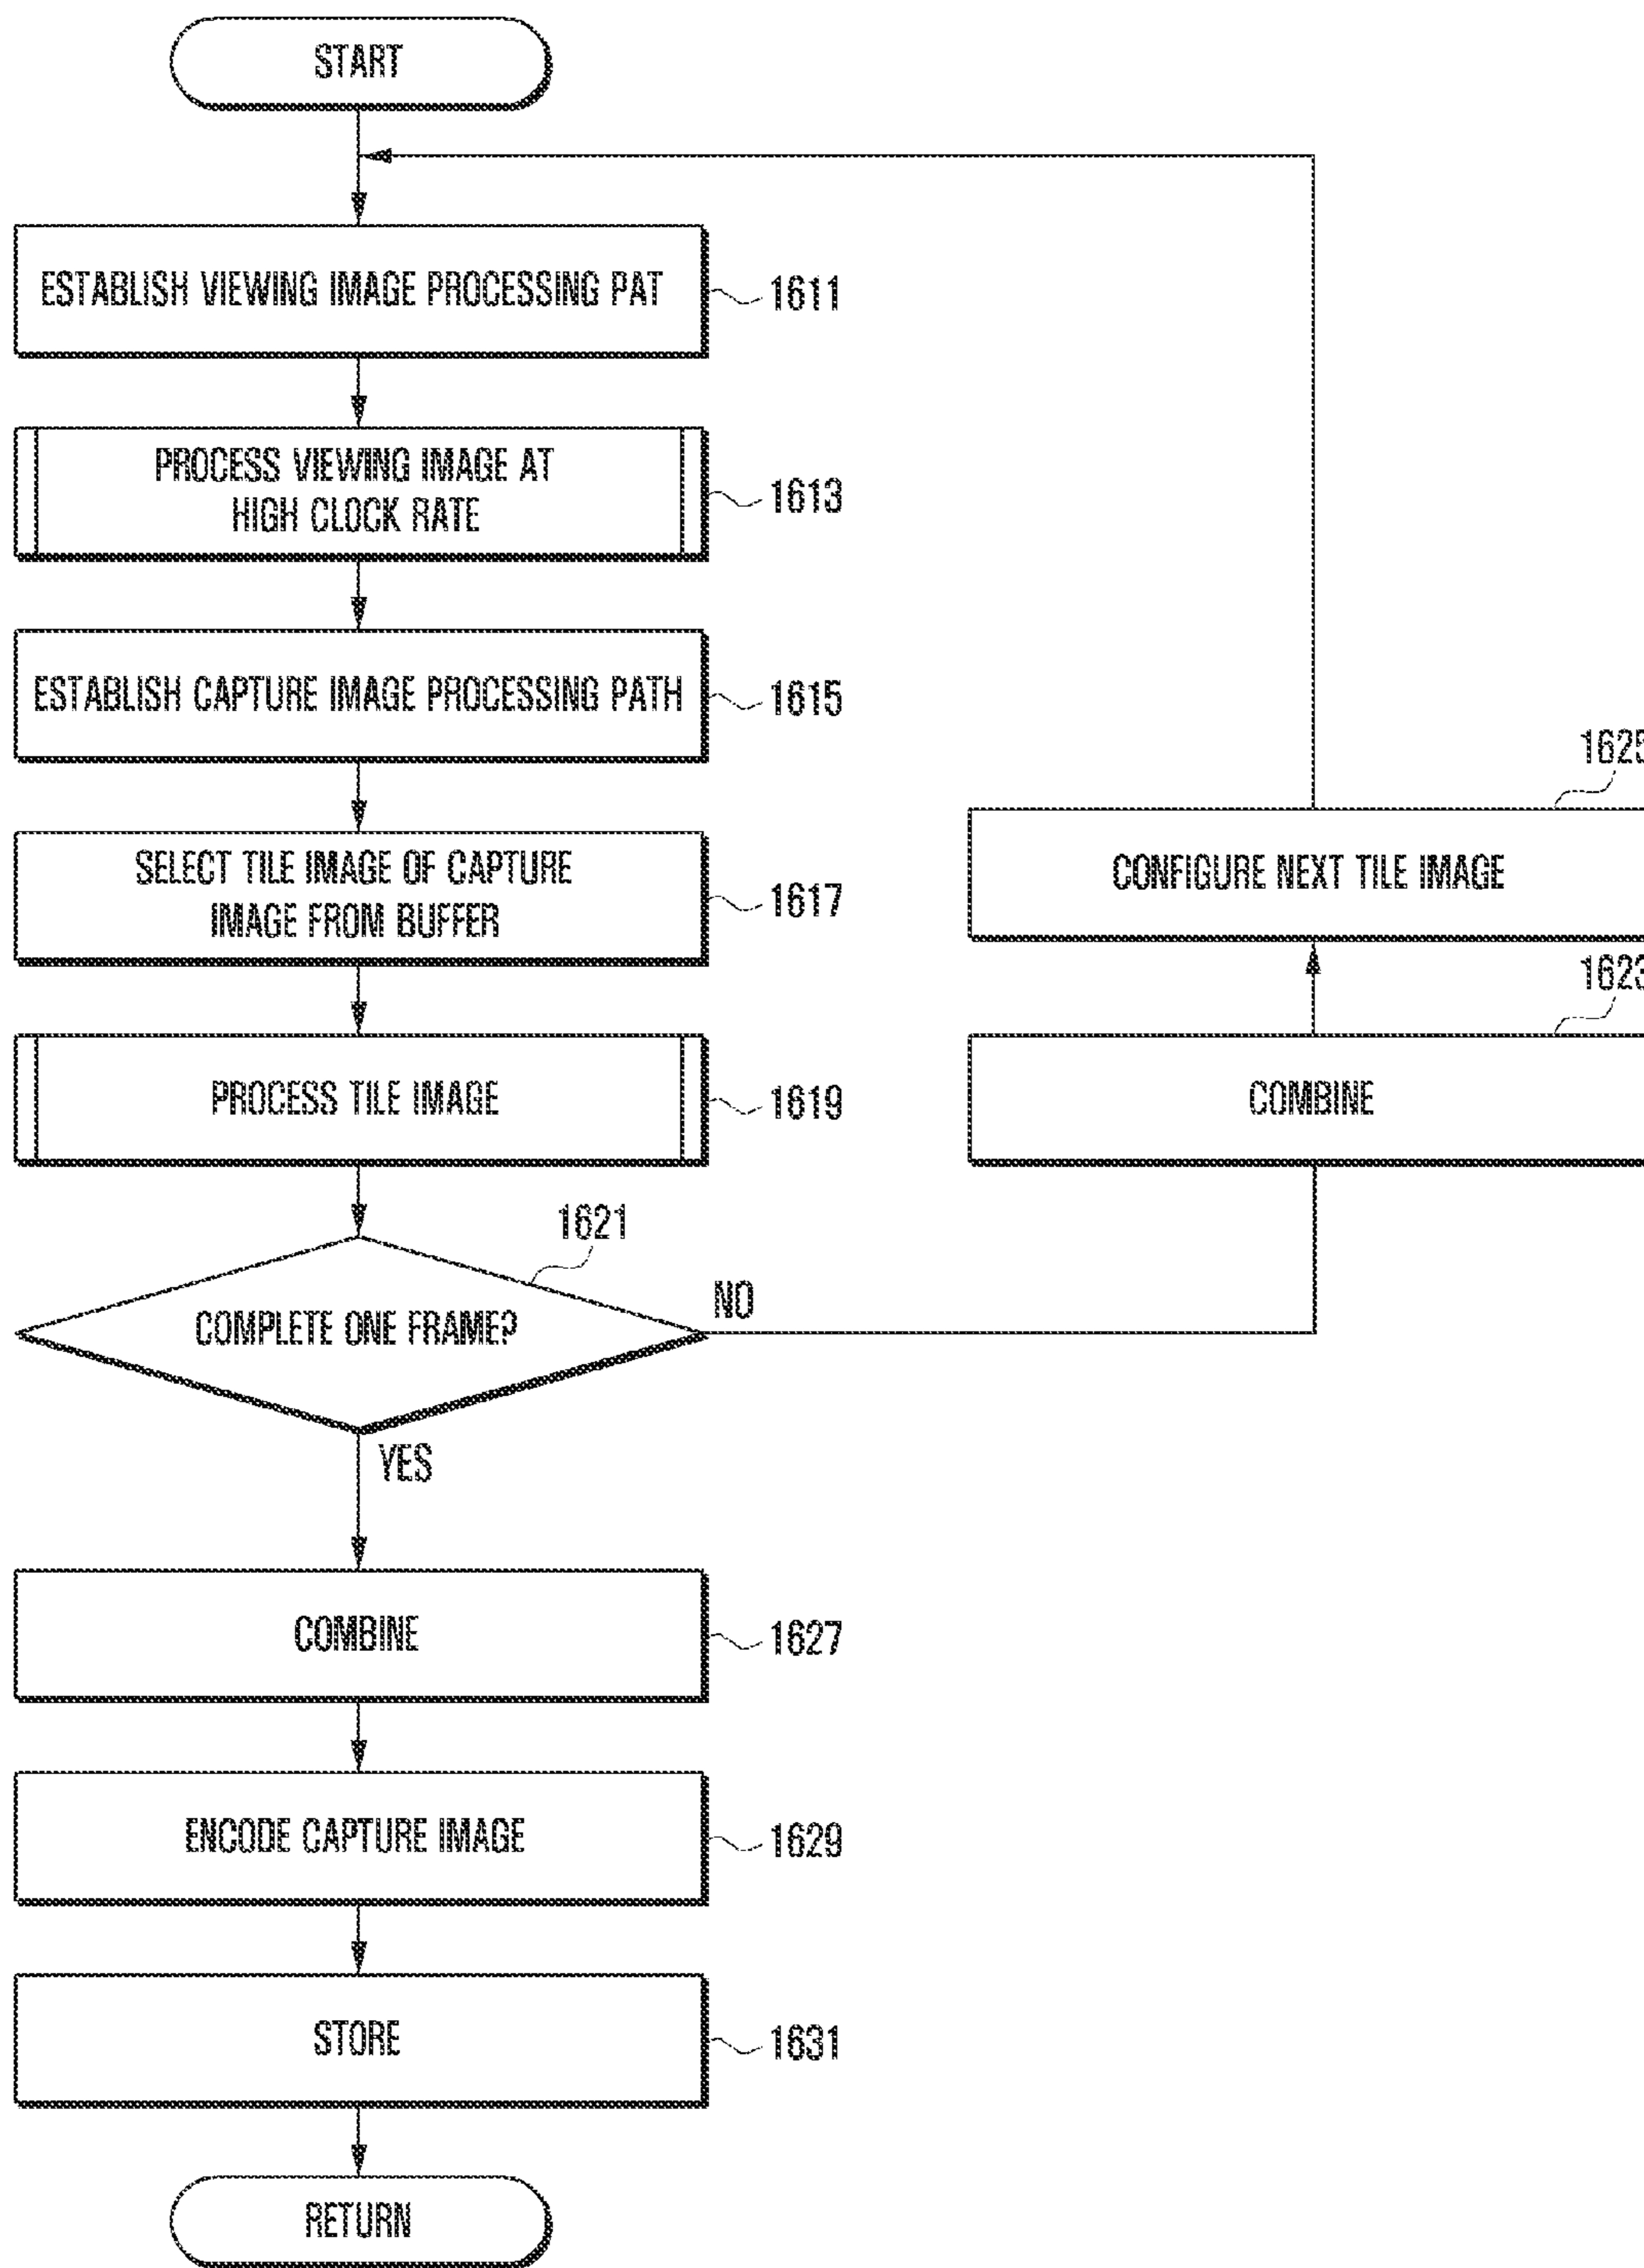 START
ESTABLISH VIEWING IMAGE PROCESSING PAT
1611
PROCESS VIEWING IMAGE AT
HIGH CLOCK RATE
1613
ESTABLISH CAPTURE IMAGE PROCESSING PATH
1615
SELECT TILE IMAGE OF CAPTURE
IMAGE FROM BUFFER
1617
PROCESS TILE IMAGE
1619
1621
COMPLETE ONE FRAME?
NO
1623
COMBINE
1625
CONFIGURE NEXT TILE IMAGE
YES
COMBINE
1627
ENCODE CAPTURE IMAGE
1629
STORE
1631
RETURN